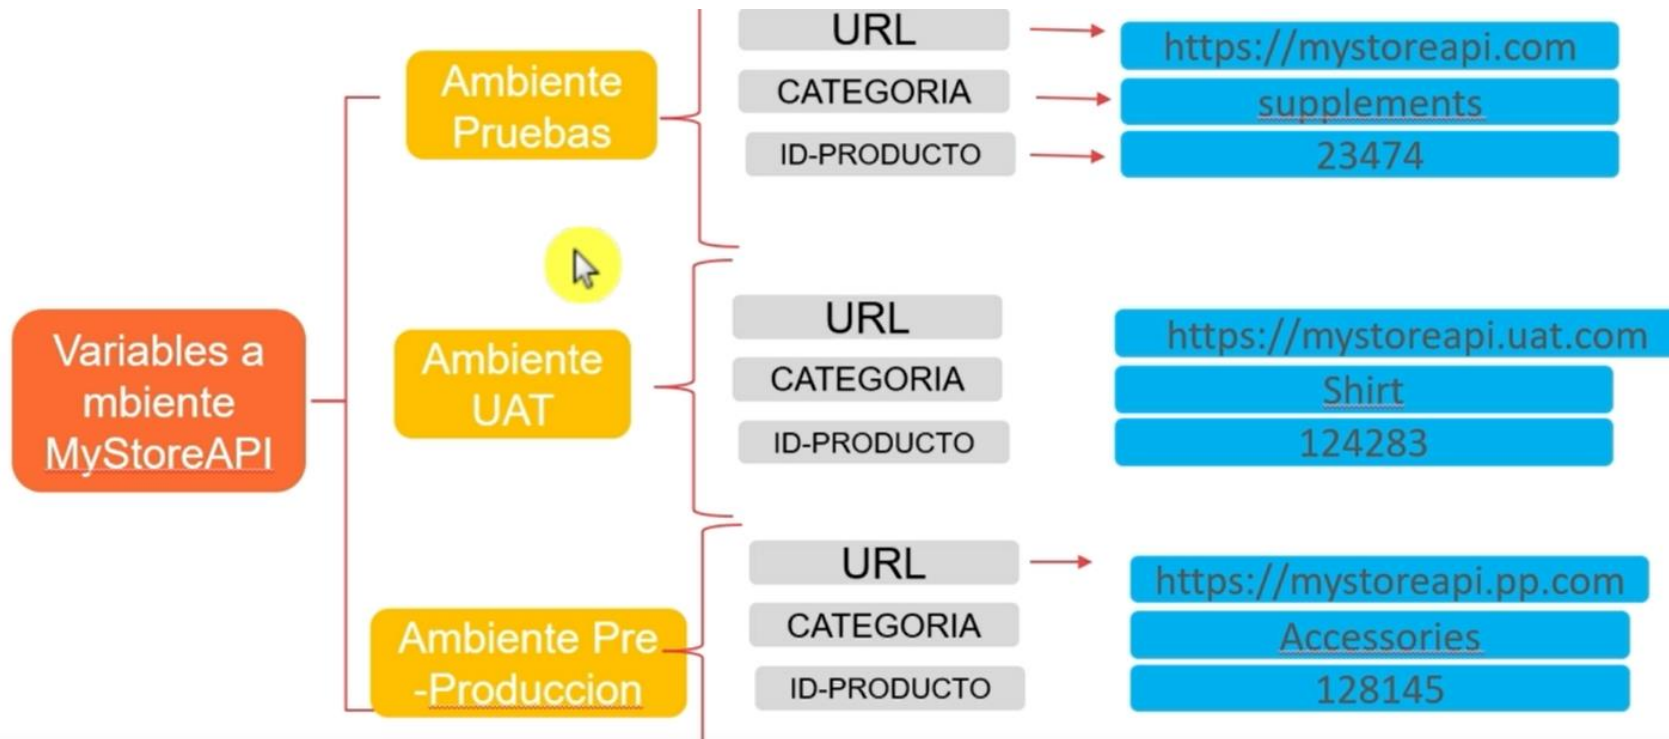 Variables a
mbiente
MyStoreAPI
Ambiente
Pruebas
URL
https://mystoreapi.com
CATEGORIA
supplements
ID-PRODUCTO
23474
Ambiente
UAT
URL
https://mystoreapi.uat.com
CATEGORIA
Shirt
ID-PRODUCTO
124283
Ambiente Pre
-Produccion
URL
https://mystoreapi.pp.com
CATEGORIA
Accessories
ID-PRODUCTO
128145